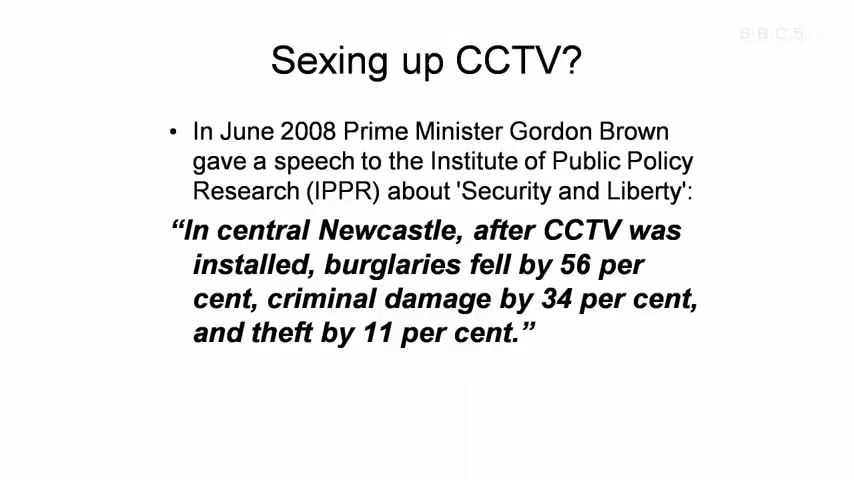 BBC5
Sexing up CCTV?
• In June 2008 Prime Minister Gordon Brown
gave a speech to the Institute of Public Policy
Research (IPPR) about 'Security and Liberty':
“In central Newcastle, after CCTV was
installed, burglaries fell by 56 per
cent, criminal damage by 34 per cent,
and theft by 11 per cent.”